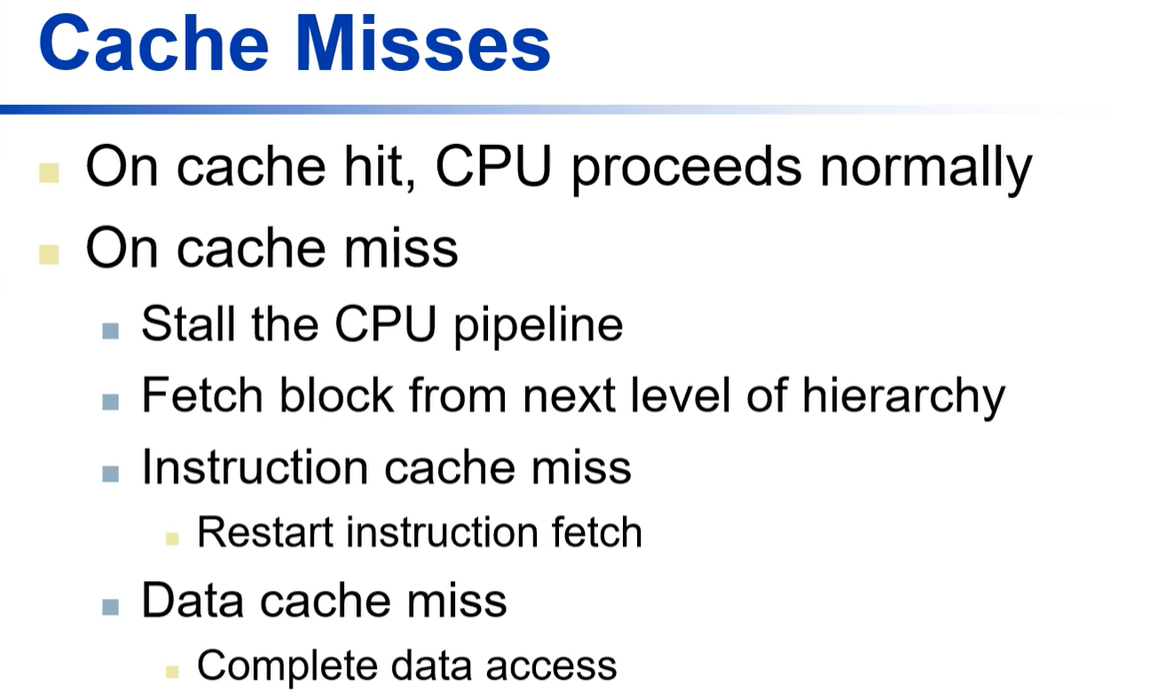 Cache Misses
On cache hit, CPU proceeds normally
On cache miss
Stall the CPU pipeline
Fetch block from next level of hierarchy
Instruction cache miss
Restart instruction fetch
Data cache miss
Complete data access